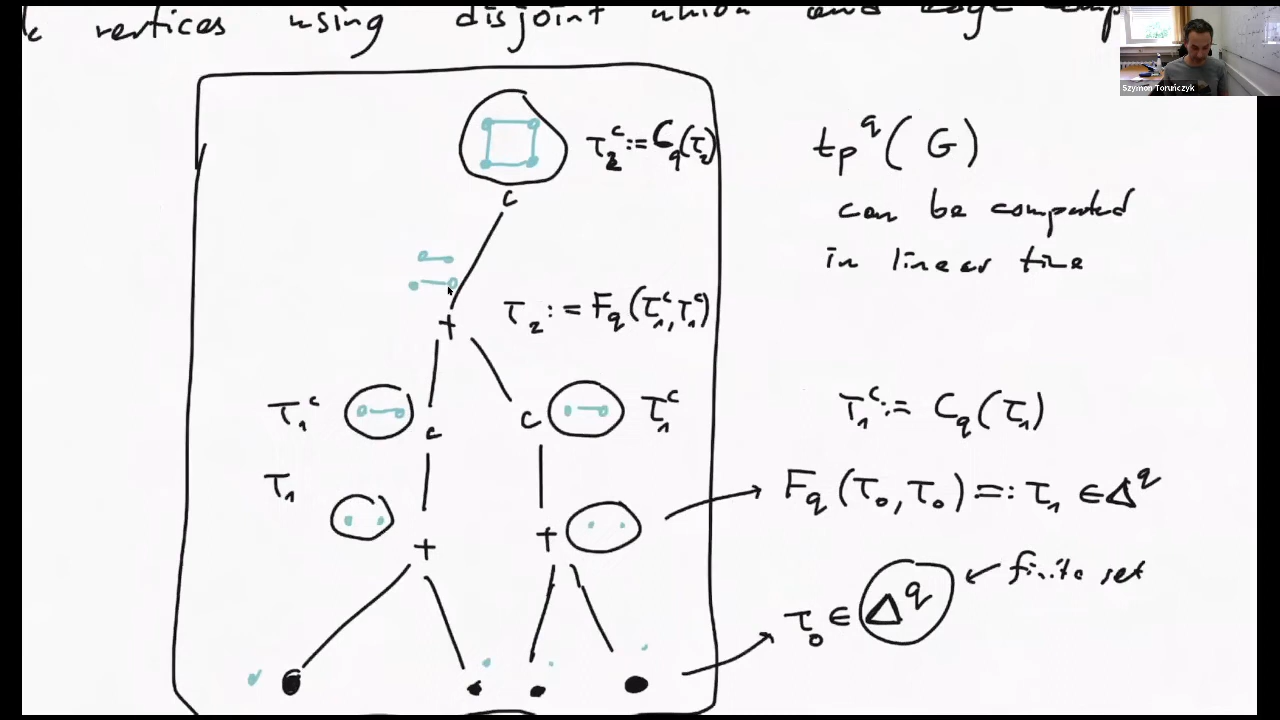 vertices using disjoint union and edge comp
Szymon Toruńczyk
τ₂ᶜ := C_q(τ₂)
tp^q(G)
can be computed
in linear time
c
+
τ₂ := F_q(τ₁ᶜ, τ₁ᶜ)
τ₁ᶜ
c
c
τ₁ᶜ
τ₁ᶜ := C_q(τ₁)
τ₁
F_q(τ₀, τ₀) =: τ₁ ∈ Δ^q
+
+
τ₀ ∈ Δ^q
finite set